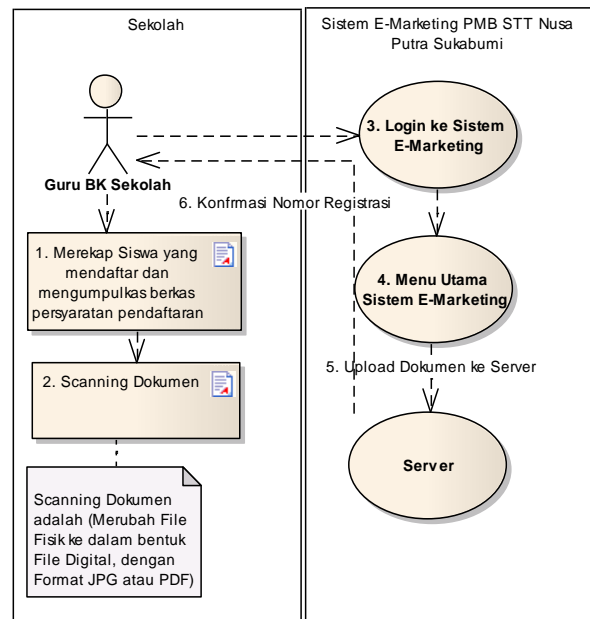 Sekolah
Guru BK Sekolah
1. Merekap Siswa yang
mendaftar dan
mengumpulkas berkas
persyaratan pendaftaran
2. Scanning Dokumen
Scanning Dokumen
adalah (Merubah File
Fisik ke dalam bentuk
File Digital, dengan
Format JPG atau PDF)
Sistem E-Marketing PMB STT Nusa
Putra Sukabumi
3. Login ke Sistem
E-Marketing
6. Konfrmasi Nomor Registrasi
4. Menu Utama
Sistem E-Marketing
5. Upload Dokumen ke Server
Server